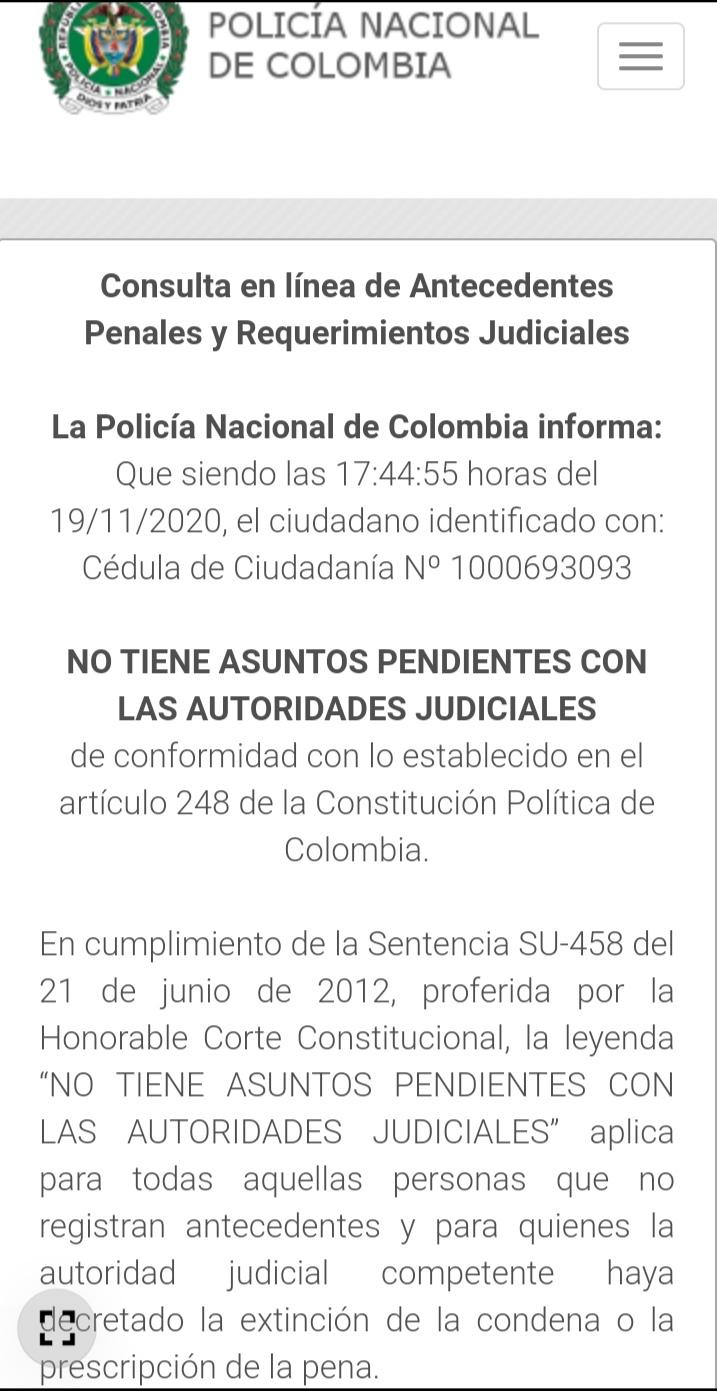 POLICÍA NACIONAL
DE COLOMBIA
POLICIA NACIONAL
DIOS Y PATRIA
Consulta en línea de Antecedentes
Penales y Requerimientos Judiciales
La Policía Nacional de Colombia informa:
Que siendo las 17:44:55 horas del
19/11/2020, el ciudadano identificado con:
Cédula de Ciudadanía Nº 1000693093
NO TIENE ASUNTOS PENDIENTES CON
LAS AUTORIDADES JUDICIALES
de conformidad con lo establecido en el
artículo 248 de la Constitución Política de
Colombia.
En cumplimiento de la Sentencia SU-458 del
21 de junio de 2012, proferida por la
Honorable Corte Constitucional, la leyenda
“NO TIENE ASUNTOS PENDIENTES CON
LAS AUTORIDADES JUDICIALES” aplica
para todas aquellas personas que no
registran antecedentes y para quienes la
autoridad judicial competente haya
decretado la extinción de la condena o la
prescripción de la pena.